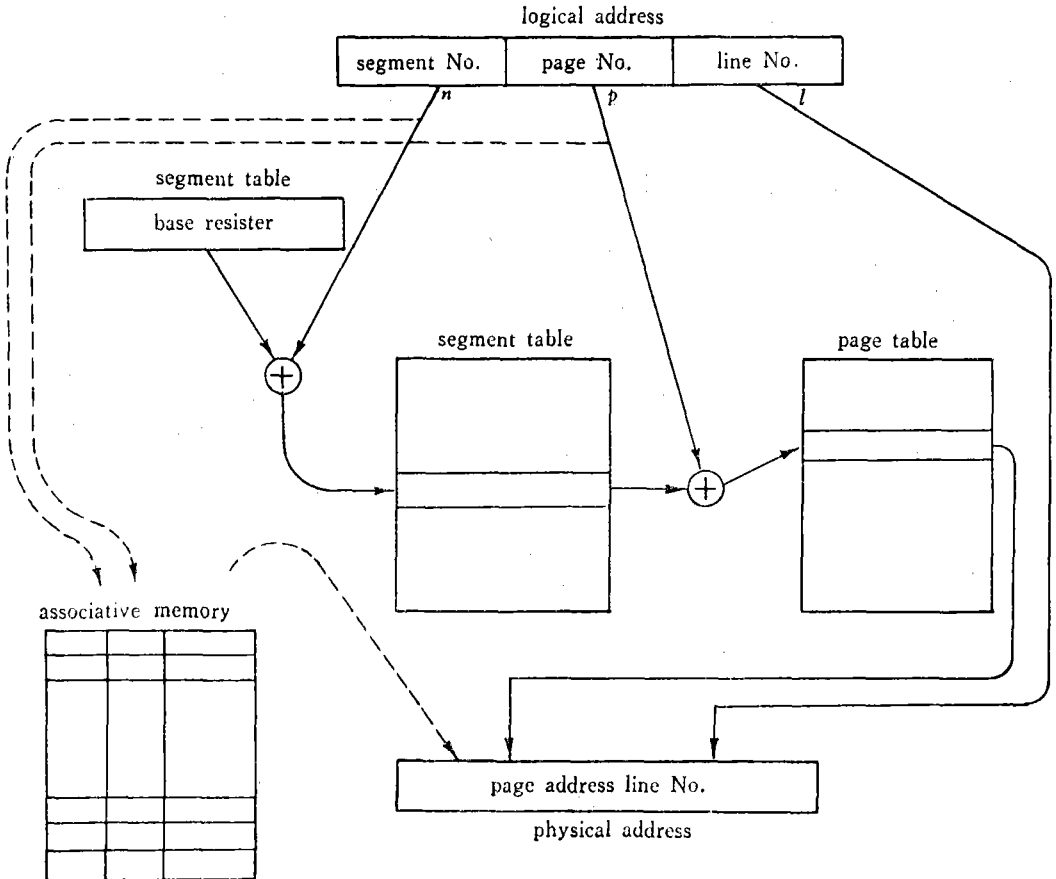 logical address
segment No.
page No.
line No.
n
p
l
segment table
base resister
segment table
page table
associative memory
page address line No.
physical address